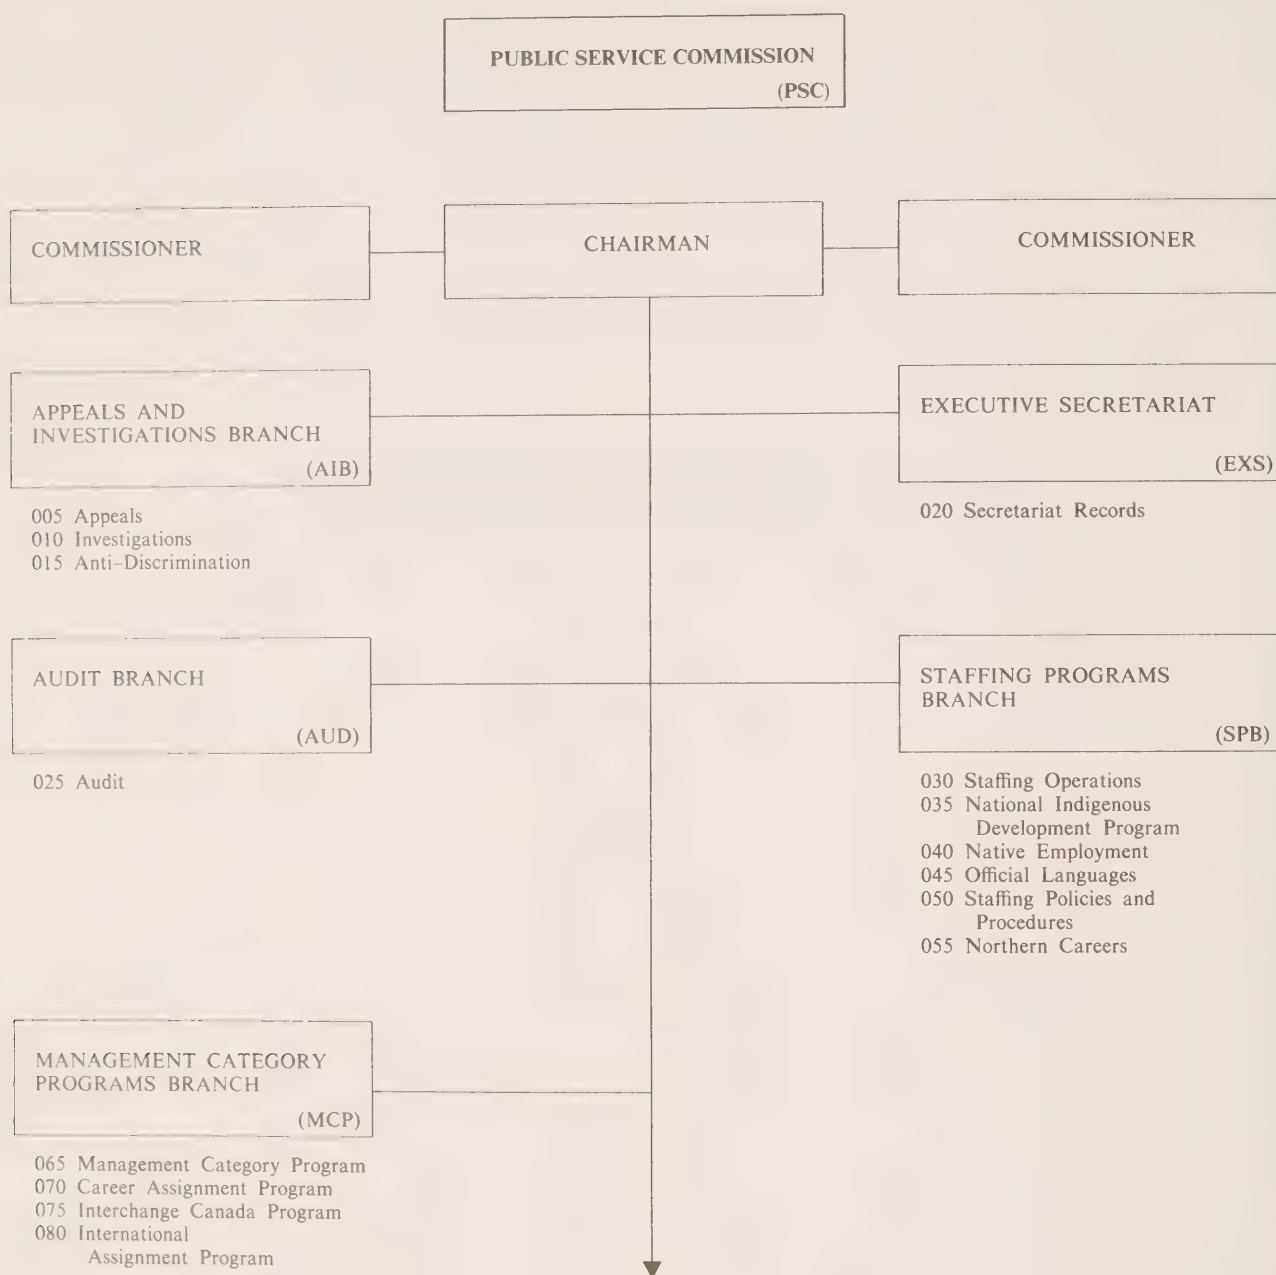 PUBLIC SERVICE COMMISSION
(PSC)
COMMISSIONER
CHAIRMAN
COMMISSIONER
APPEALS AND
INVESTIGATIONS BRANCH
(AIB)
005 Appeals
010 Investigations
015 Anti-Discrimination
EXECUTIVE SECRETARIAT
(EXS)
020 Secretariat Records
AUDIT BRANCH
(AUD)
025 Audit
STAFFING PROGRAMS
BRANCH
(SPB)
030 Staffing Operations
035 National Indigenous
Development Program
040 Native Employment
045 Official Languages
050 Staffing Policies and
Procedures
055 Northern Careers
MANAGEMENT CATEGORY
PROGRAMS BRANCH
(MCP)
065 Management Category Program
070 Career Assignment Program
075 Interchange Canada Program
080 International
Assignment Program